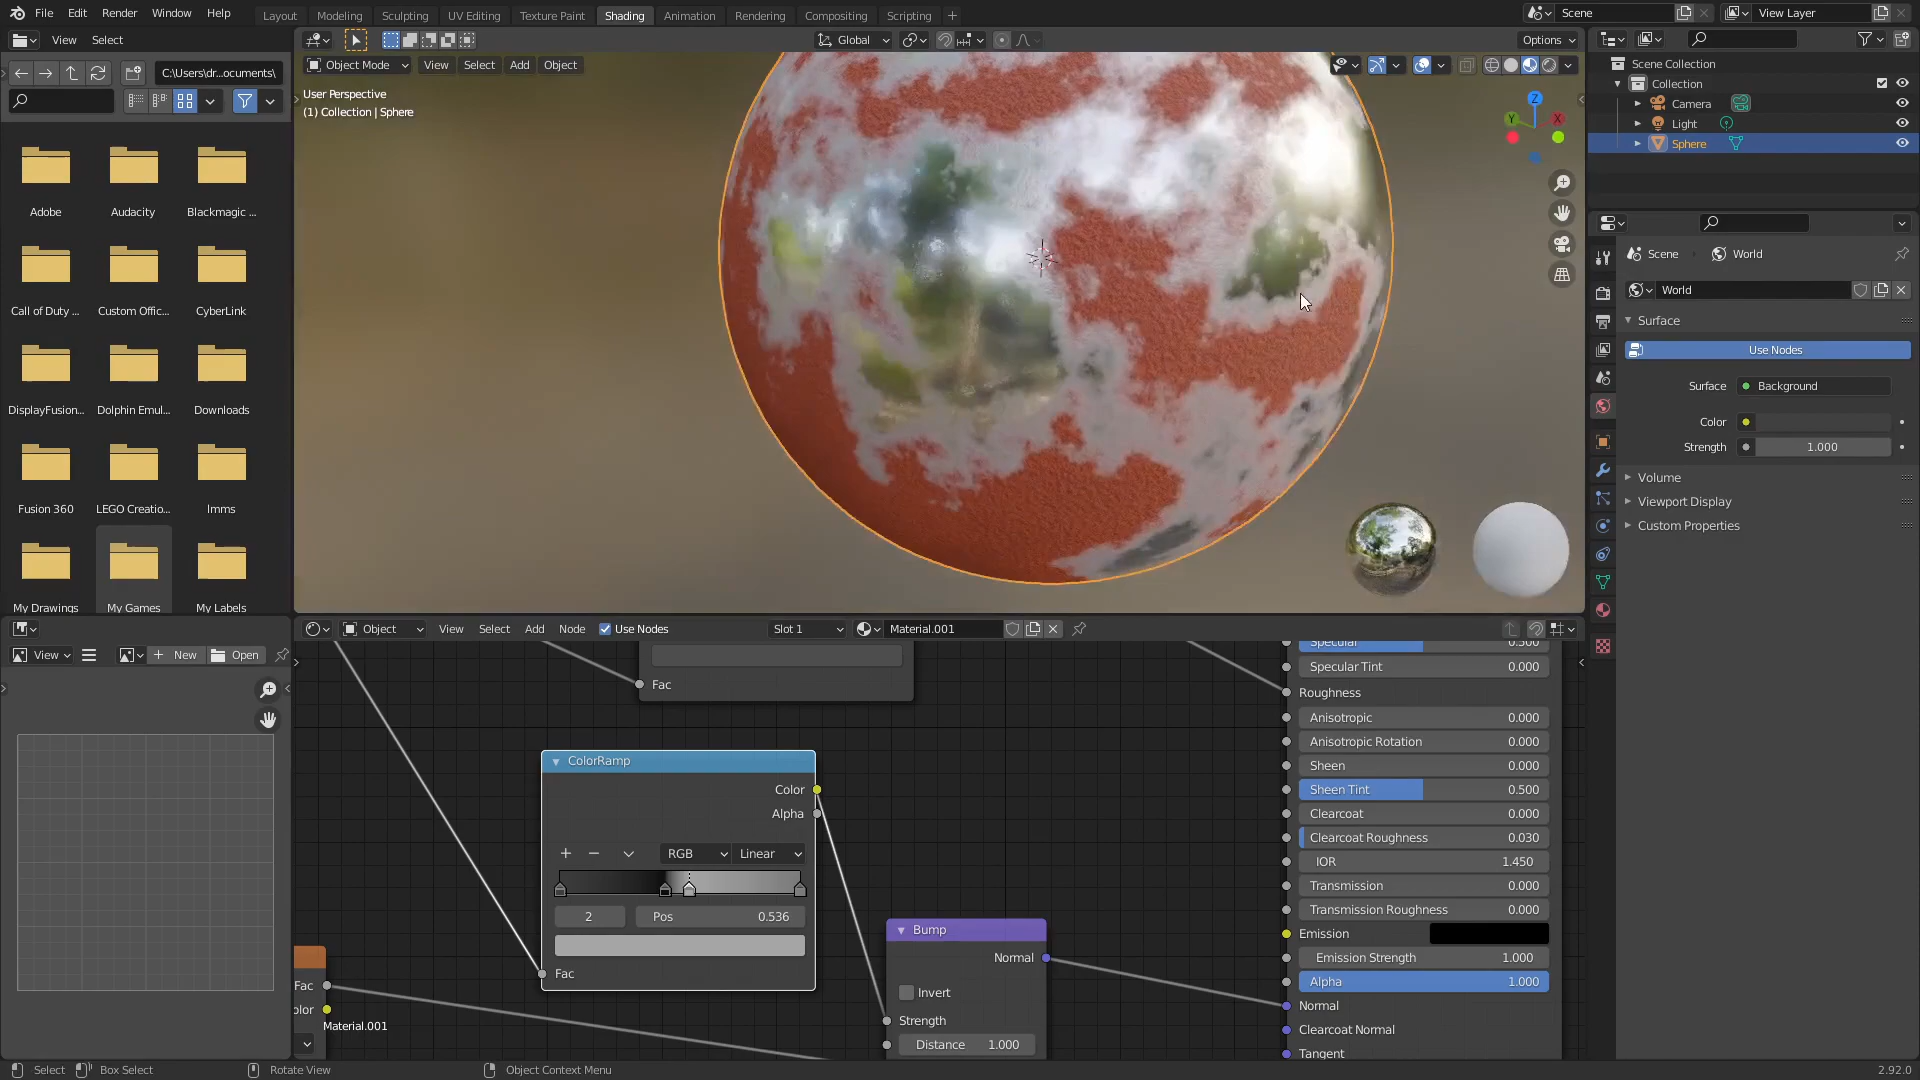 File Edit Render Window Help
Layout Modeling Sculpting UV Editing Texture Paint Shading Animation Rendering Compositing Scripting +
Scene
View Layer
View Select
Global
Options
C:\Users\dr...ocuments\
Object Mode View Select Add Object
User Perspective
(1) Collection | Sphere
Z
Y
X
Scene Collection
Collection
Camera
Light
Sphere
Adobe Audacity Blackmagic ...
Call of Duty ... Custom Offic... CyberLink
DisplayFusion... Dolphin Emul... Downloads
Fusion 360 LEGO Creatio... lmms
My Drawings My Games My Labels
Scene World
World
Surface
Use Nodes
Surface Background
Color
Strength 1.000
Volume
Viewport Display
Custom Properties
Object View Select Add Node Use Nodes Slot 1 Material.001
View + New Open
Fac
ColorRamp
Color
Alpha
+ − RGB Linear
2 Pos 0.536
Fac
Fac
olor
Material.001
Bump
Normal
Invert
Strength
Distance 1.000
Specular 0.500
Specular Tint 0.000
Roughness
Anisotropic 0.000
Anisotropic Rotation 0.000
Sheen 0.000
Sheen Tint 0.500
Clearcoat 0.000
Clearcoat Roughness 0.030
IOR 1.450
Transmission 0.000
Transmission Roughness 0.000
Emission
Emission Strength 1.000
Alpha 1.000
Normal
Clearcoat Normal
Tangent
Select Box Select Rotate View Object Context Menu 2.92.0